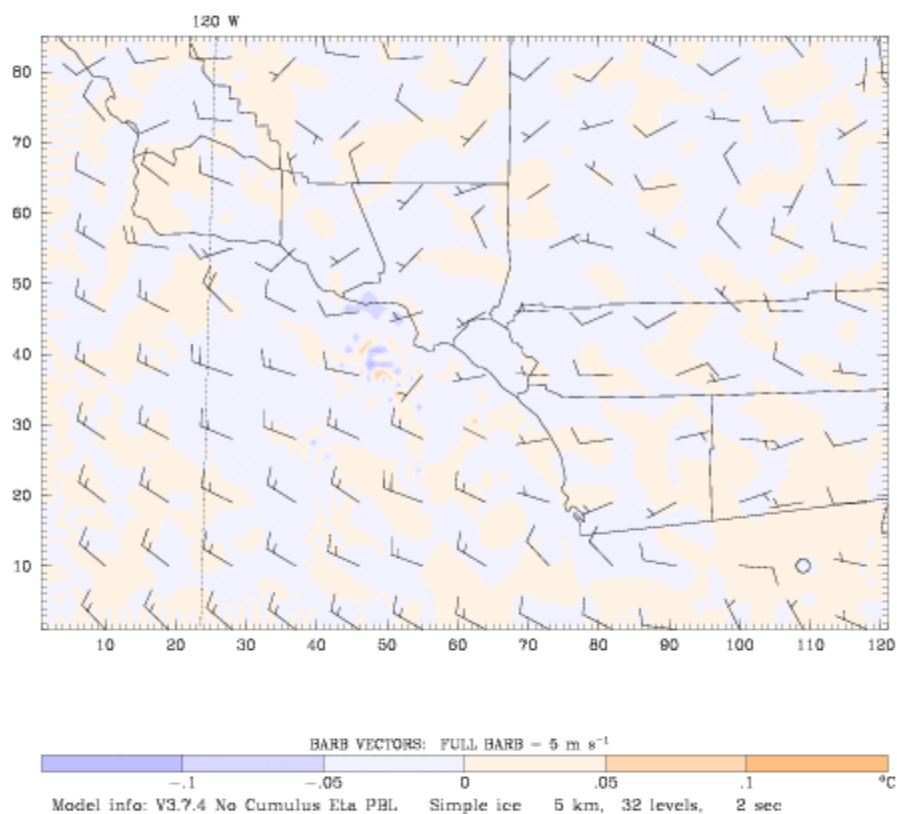 120 W
80
70
60
50
40
30
20
10
10 20 30 40 50 60 70 80 90 100 110 120
BARB VECTORS: FULL BARB = 5 m s⁻¹
−.1 −.05 0 .05 .1 °C
Model info: V3.7.4 No Cumulus Eta PBL Simple ice 5 km, 32 levels, 2 sec